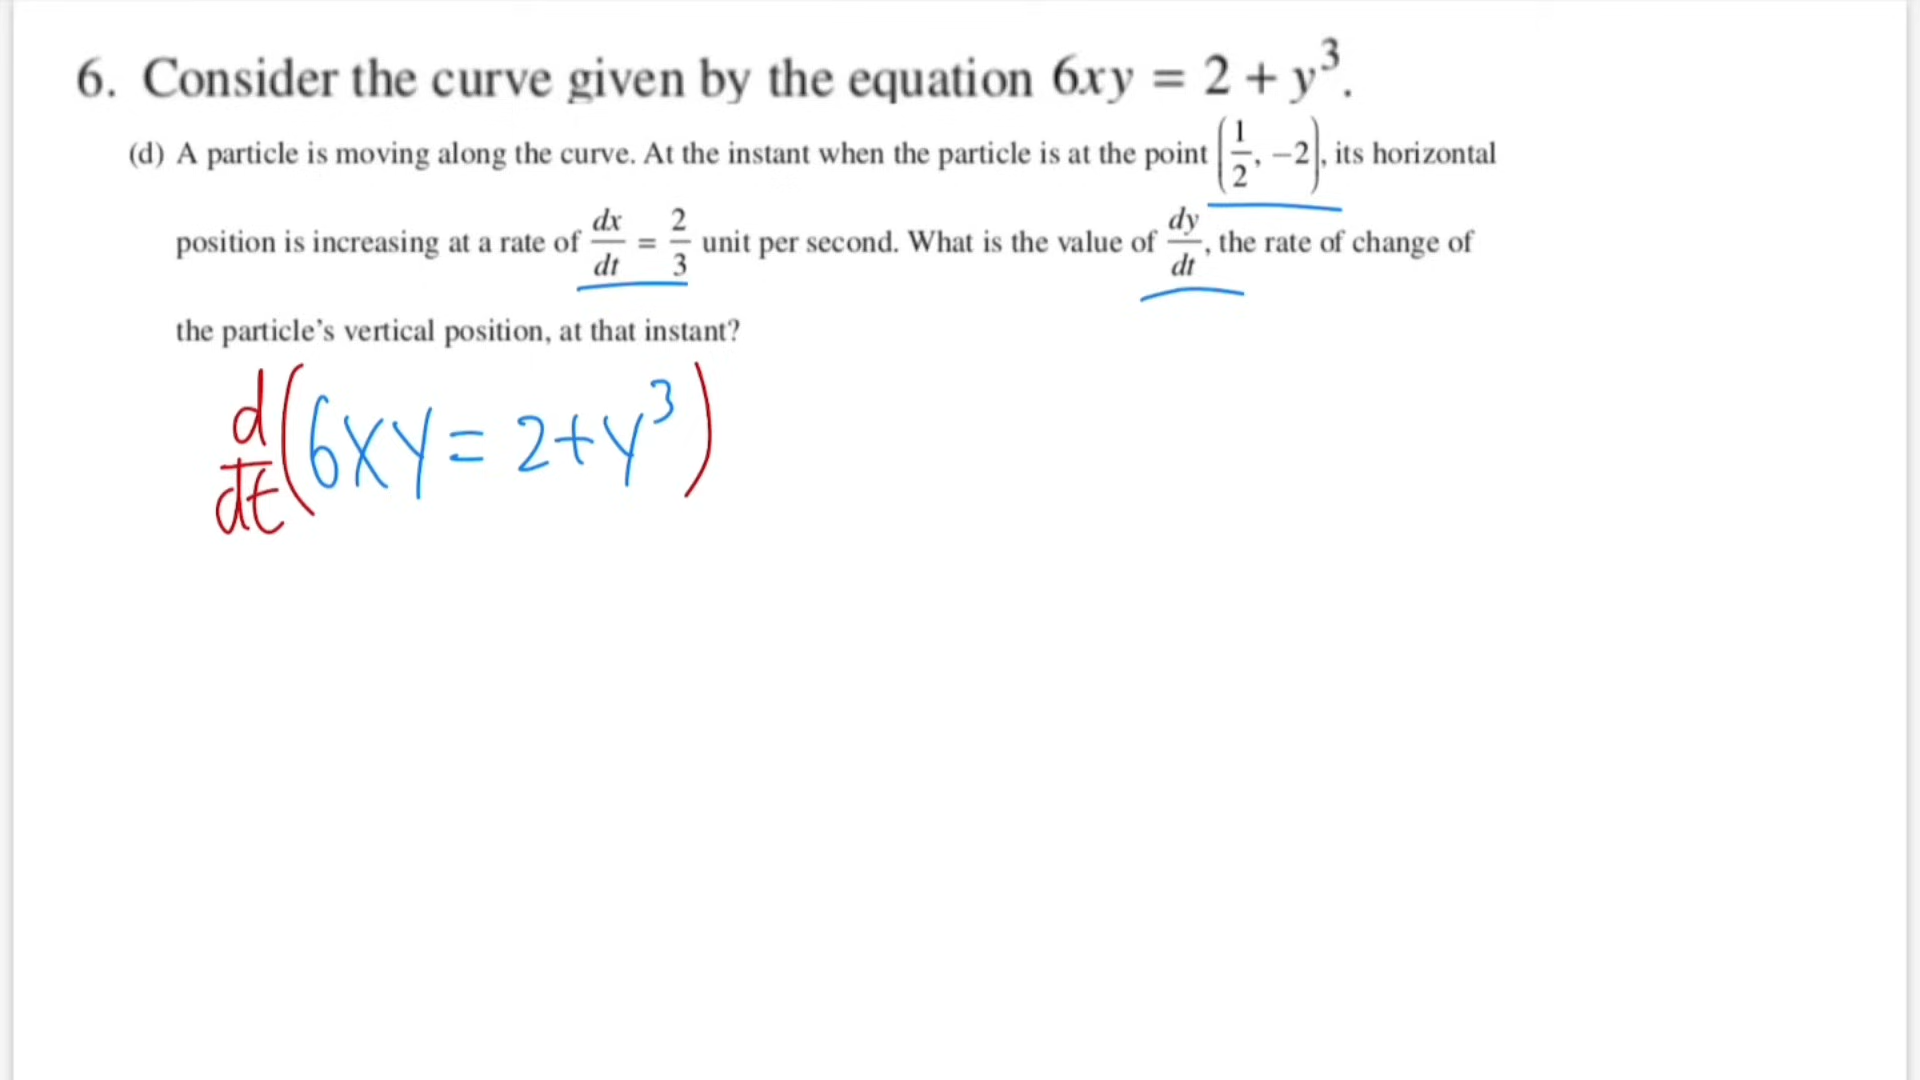 6. Consider the curve given by the equation 6xy = 2 + y³.
(d) A particle is moving along the curve. At the instant when the particle is at the point (1/2, −2), its horizontal
position is increasing at a rate of dx/dt = 2/3 unit per second. What is the value of dy/dt, the rate of change of
the particle’s vertical position, at that instant?
d/dt(6xy = 2+y³)